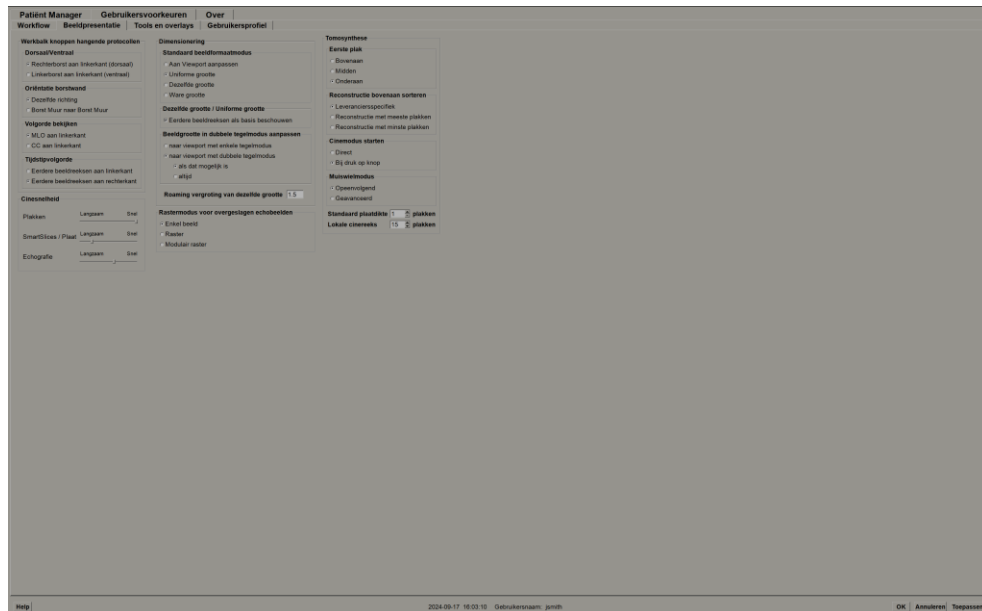 Patiënt Manager Gebruikersvoorkeuren Over
Workflow Beeldpresentatie Tools en overlays Gebruikersprofiel
Werkbalk knoppen hangende protocollen
Dorsaal/Ventraal
Rechterborst aan linkerkant (dorsaal)
Linkerborst aan linkerkant (ventraal)
Oriëntatie borstwand
Dezelfde richting
Borst Muur naar Borst Muur
Volgorde bekijken
MLO aan linkerkant
CC aan linkerkant
Tijdstipvolgorde
Eerdere beeldreeksen aan linkerkant
Eerdere beeldreeksen aan rechterkant
Cinesnelheid
Plakken Langzaam Snel
SmartSlices / Plaat Langzaam Snel
Echografie Langzaam Snel
Dimensionering
Standaard beeldformaatmodus
Aan Viewport aanpassen
Uniforme grootte
Dezelfde grootte
Ware grootte
Dezelfde grootte / Uniforme grootte
Eerdere beeldreeksen als basis beschouwen
Beeldgrootte in dubbele tegelmodus aanpassen
naar viewport met enkele tegelmodus
naar viewport met dubbele tegelmodus
als dat mogelijk is
altijd
Roaming vergroting van dezelfde grootte 1.5
Rastermodus voor overgeslagen echobeelden
Enkel beeld
Raster
Modulair raster
Tomosynthese
Eerste plak
Bovenaan
Midden
Onderaan
Reconstructie bovenaan sorteren
Leveranciersspecifiek
Reconstructie met meeste plakken
Reconstructie met minste plakken
Cinemodus starten
Direct
Bij druk op knop
Muiswielmodus
Opeenvolgend
Geavanceerd
Standaard plaatdikte 1 plakken
Lokale cinereeks 15 plakken
Help 2024-09-17 16:03:10 Gebruikersnaam: jsmith OK Annuleren Toepassen